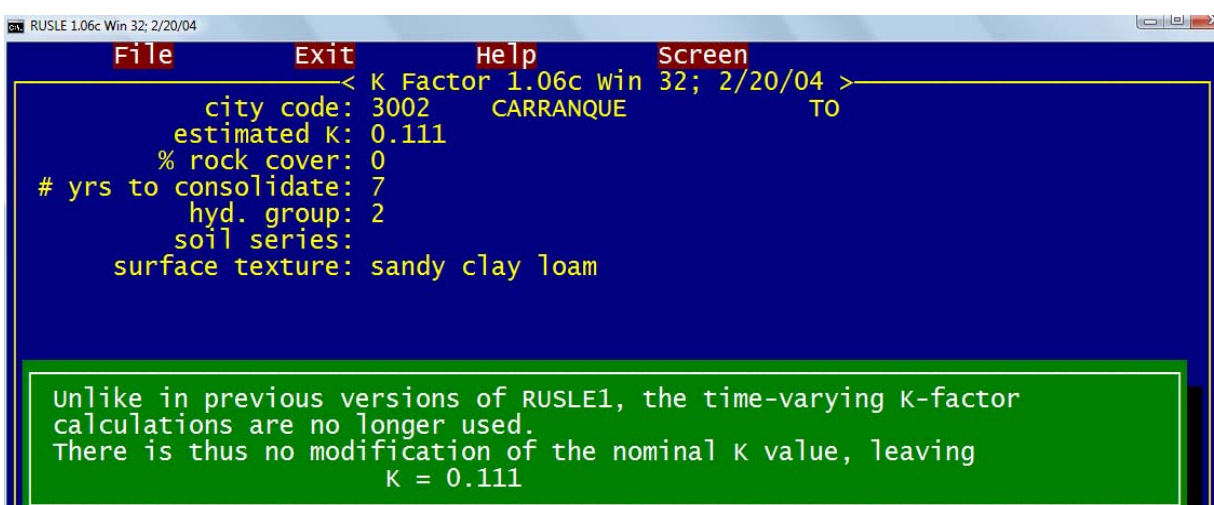 RUSLE 1.06c Win 32; 2/20/04
File Exit Help Screen
< K Factor 1.06c Win 32; 2/20/04 >
city code: 3002 CARRANQUE TO
estimated K: 0.111
% rock cover: 0
# yrs to consolidate: 7
hyd. group: 2
soil series:
surface texture: sandy clay loam
Unlike in previous versions of RUSLE1, the time-varying K-factor
calculations are no longer used.
There is thus no modification of the nominal K value, leaving
K = 0.111